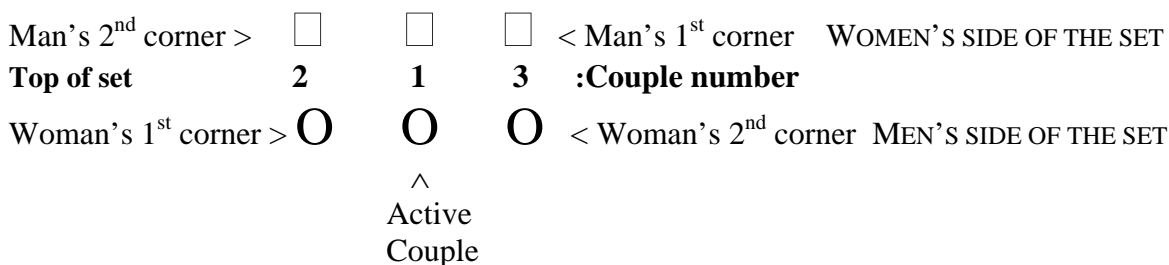 Man's 2nd corner > □ □ □ < Man's 1st corner WOMEN'S SIDE OF THE SET
Top of set 2 1 3 :Couple number
Woman's 1st corner > O O O < Woman's 2nd corner MEN'S SIDE OF THE SET
^
Active
Couple